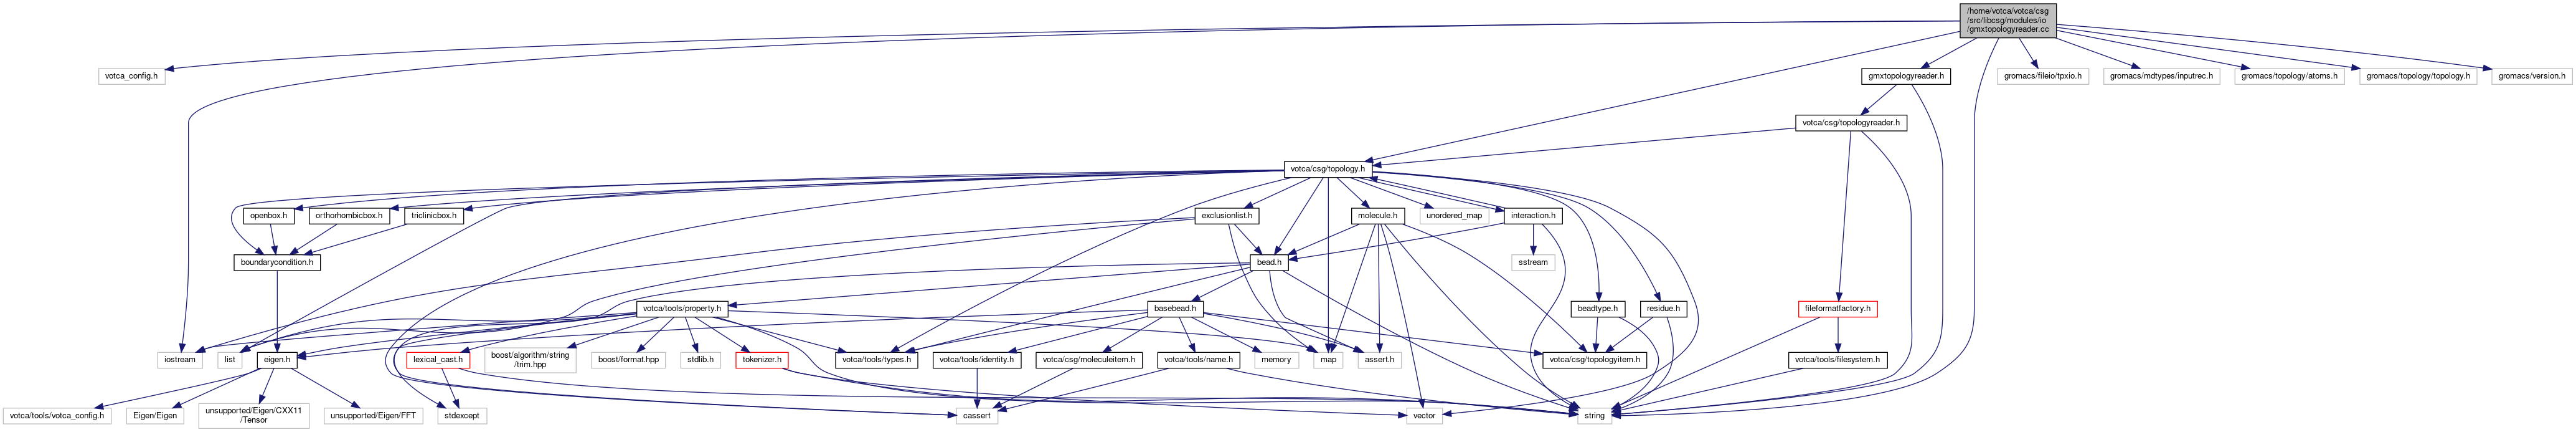 /home/votca/votca/csg
/src/libcsg/modules/io
/gmxtopologyreader.cc
votca_config.h
gmxtopologyreader.h
gromacs/fileio/tpxio.h
gromacs/mdtypes/inputrec.h
gromacs/topology/atoms.h
gromacs/topology/topology.h
gromacs/version.h
votca/csg/topologyreader.h
votca/csg/topology.h
openbox.h
orthorhombicbox.h
triclinicbox.h
exclusionlist.h
molecule.h
unordered_map
interaction.h
boundarycondition.h
bead.h
sstream
votca/tools/property.h
basebead.h
beadtype.h
residue.h
fileformatfactory.h
iostream
list
eigen.h
lexical_cast.h
boost/algorithm/string
/trim.hpp
boost/format.hpp
stdlib.h
tokenizer.h
votca/tools/types.h
votca/tools/identity.h
votca/csg/moleculeitem.h
votca/tools/name.h
memory
map
assert.h
votca/csg/topologyitem.h
votca/tools/filesystem.h
votca/tools/votca_config.h
Eigen/Eigen
unsupported/Eigen/CXX11
/Tensor
unsupported/Eigen/FFT
stdexcept
cassert
vector
string